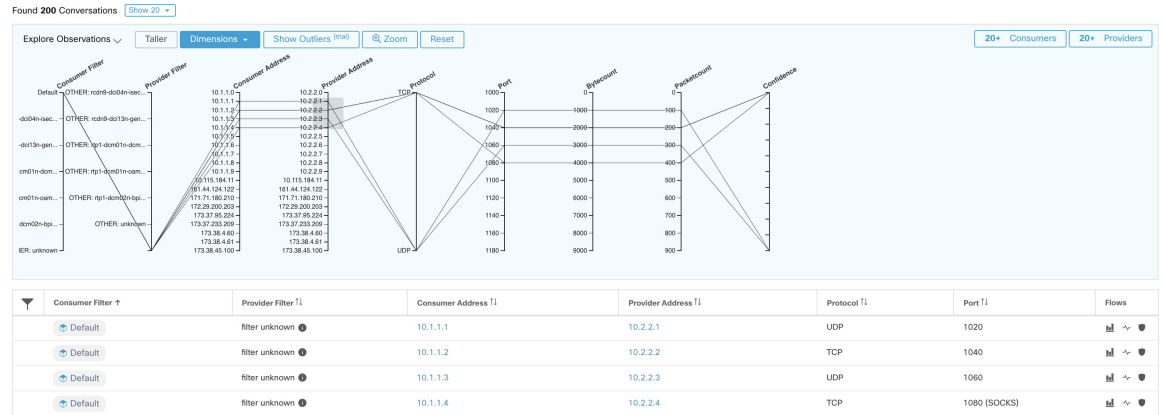 Found 200 Conversations Show 20
Explore Observations Taller Dimensions Show Outliers (trial) Zoom Reset 20+ Consumers 20+ Providers
Consumer Filter Provider Filter Consumer Address Provider Address Protocol Port Bytecount Packetcount Confidence
Default OTHER: rcdn9-dci04n-isec... 10.1.1.0 10.2.2.0 TCP 1000 0 0
10.1.1.1 10.2.2.1
10.1.1.2 10.2.2.2 1020 1000 100
-dci04n-isec... OTHER: rcdn9-dci13n-gen... 10.1.1.3 10.2.2.3
10.1.1.4 10.2.2.4 1040 2000 200
10.1.1.5 10.2.2.5
-dci13n-gen... OTHER: rtp1-dcm01n-dcm... 10.1.1.6 10.2.2.6 1060 3000 300
10.1.1.7 10.2.2.7
10.1.1.8 10.2.2.8 1080 4000 400
cm01n-dcm... OTHER: rtp1-dcm01n-oam... 10.1.1.9 10.2.2.9
10.115.184.11 10.115.184.11 1100 500
161.44.124.122 161.44.124.122
cm01n-oam... OTHER: rtp1-dcm02n-bpi... 171.71.180.210 171.71.180.210 1120 6000 600
172.29.200.203 172.29.200.203
173.37.95.224 173.37.95.224 1140 7000 700
dcm02n-bpi... OTHER: unknown 173.37.233.209 173.37.233.209
173.38.4.60 173.38.4.60 1160 8000 800
173.38.4.61 173.38.4.61
IER: unknown 173.38.45.100 173.38.45.100 UDP 1180 9000 900
Consumer Filter ↑ Provider Filter ↑↓ Consumer Address ↑↓ Provider Address ↑↓ Protocol ↑↓ Port ↑↓ Flows
Default filter unknown 10.1.1.1 10.2.2.1 UDP 1020
Default filter unknown 10.1.1.2 10.2.2.2 TCP 1040
Default filter unknown 10.1.1.3 10.2.2.3 UDP 1060
Default filter unknown 10.1.1.4 10.2.2.4 TCP 1080 (SOCKS)